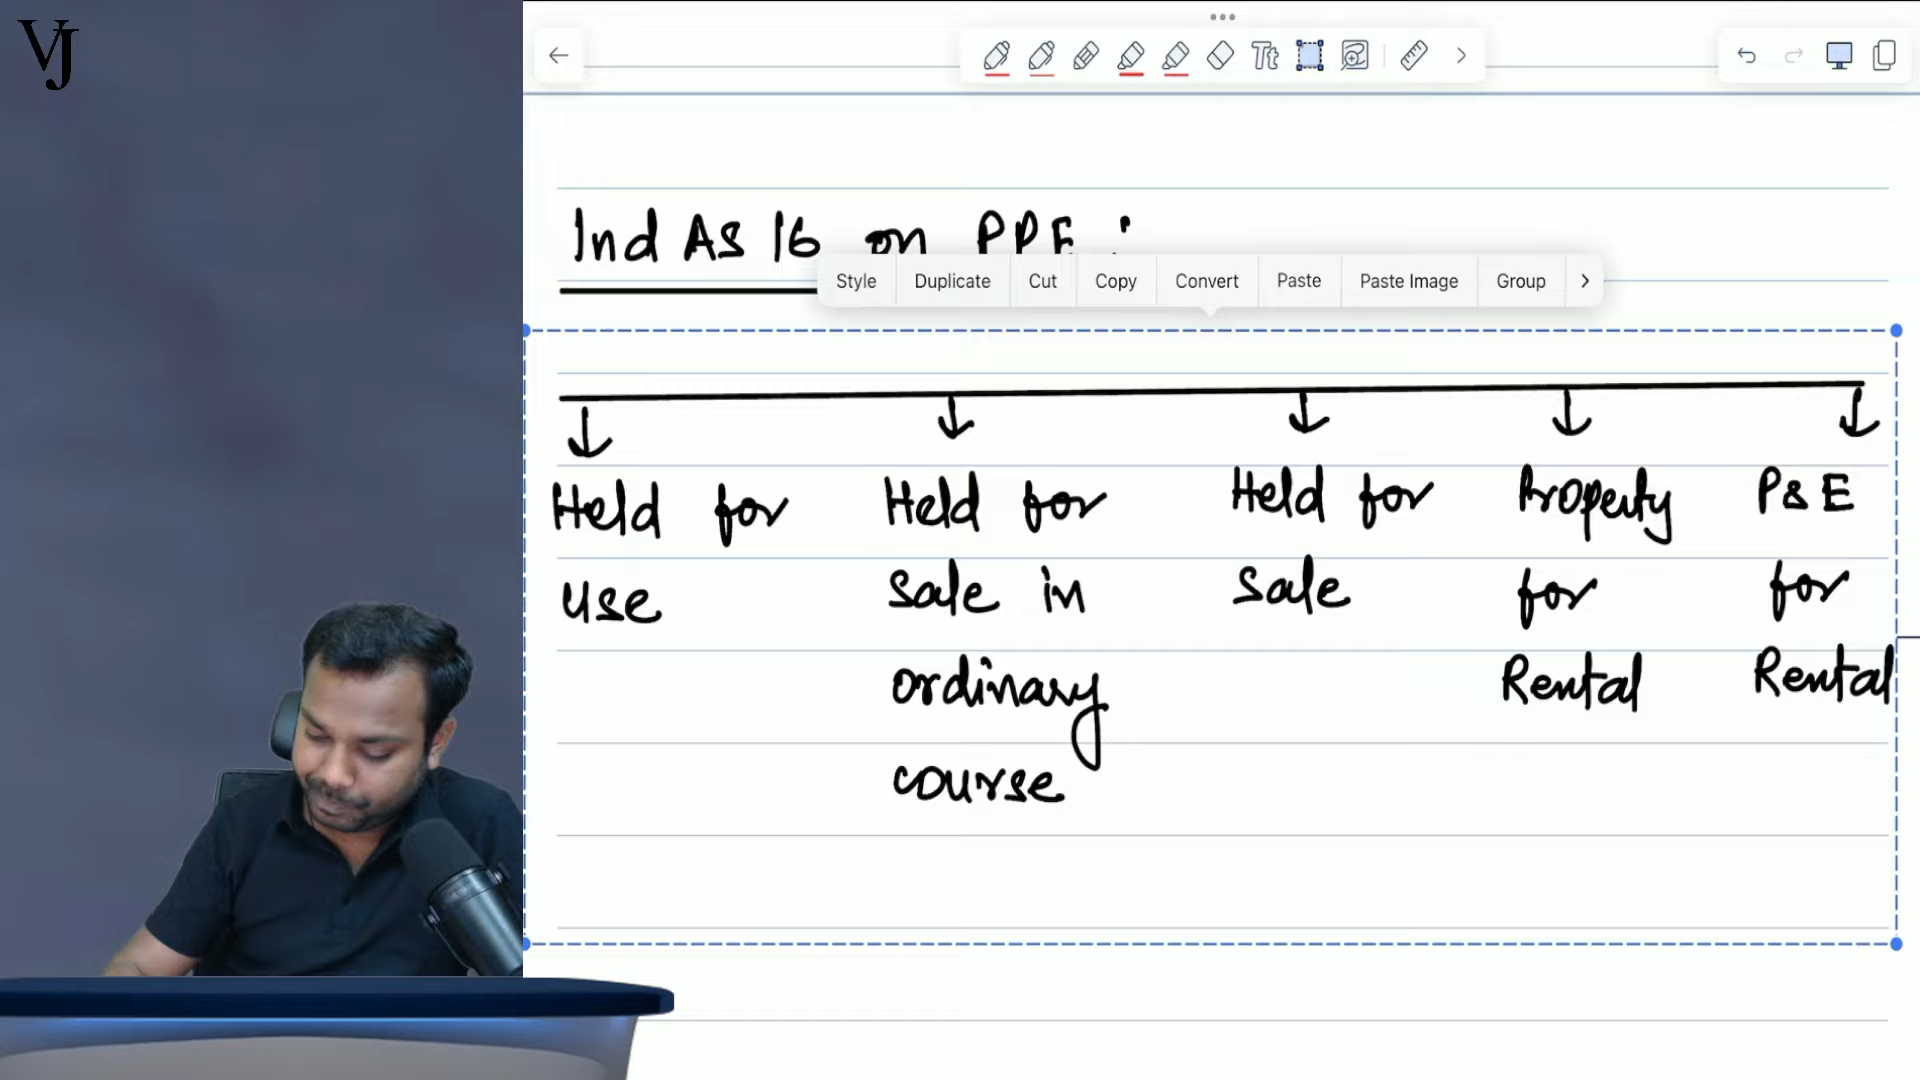 VJ
Ind AS 16 on PPE :
Style Duplicate Cut Copy Convert Paste Paste Image Group
Held for use
Held for sale in ordinary course
Held for sale
Property for Rental
P&E for Rental